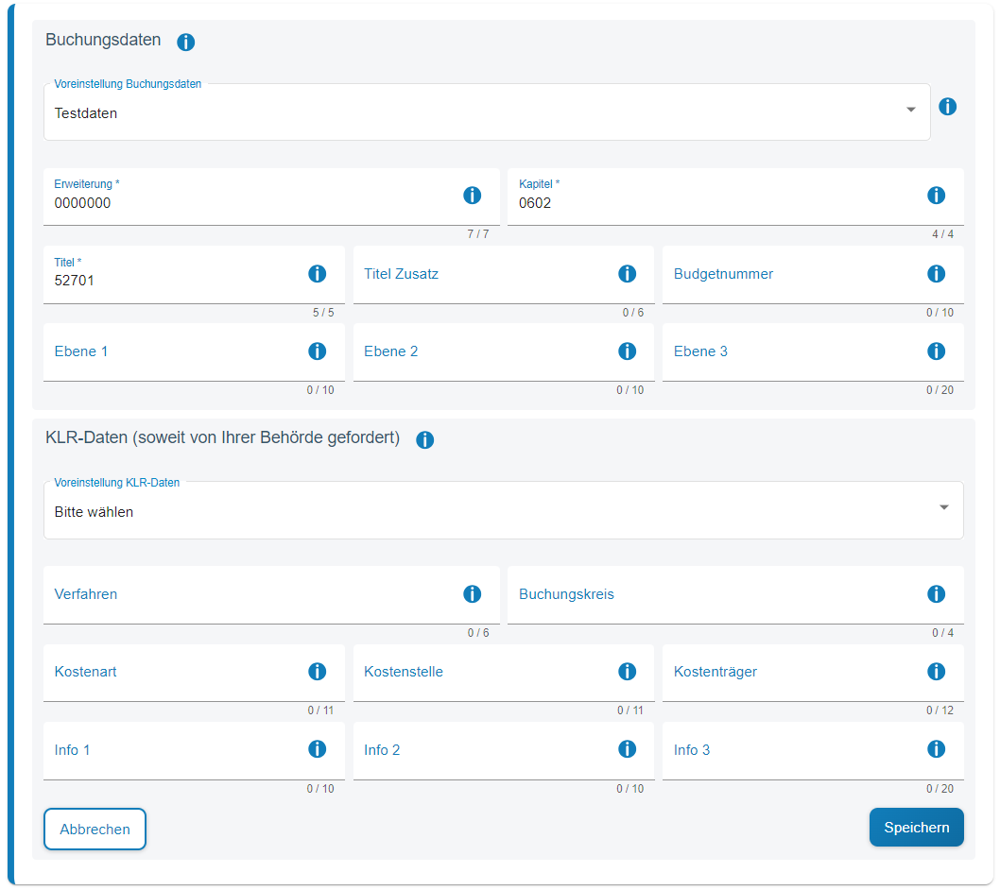 Buchungsdaten
Voreinstellung Buchungsdaten
Testdaten
Erweiterung *
0000000
7 / 7
Kapitel *
0602
4 / 4
Titel *
52701
5 / 5
Titel Zusatz
0 / 6
Budgetnummer
0 / 10
Ebene 1
0 / 10
Ebene 2
0 / 10
Ebene 3
0 / 20
KLR-Daten (soweit von Ihrer Behörde gefordert)
Voreinstellung KLR-Daten
Bitte wählen
Verfahren
0 / 6
Buchungskreis
0 / 4
Kostenart
0 / 11
Kostenstelle
0 / 11
Kostenträger
0 / 12
Info 1
0 / 10
Info 2
0 / 10
Info 3
0 / 20
Abbrechen
Speichern